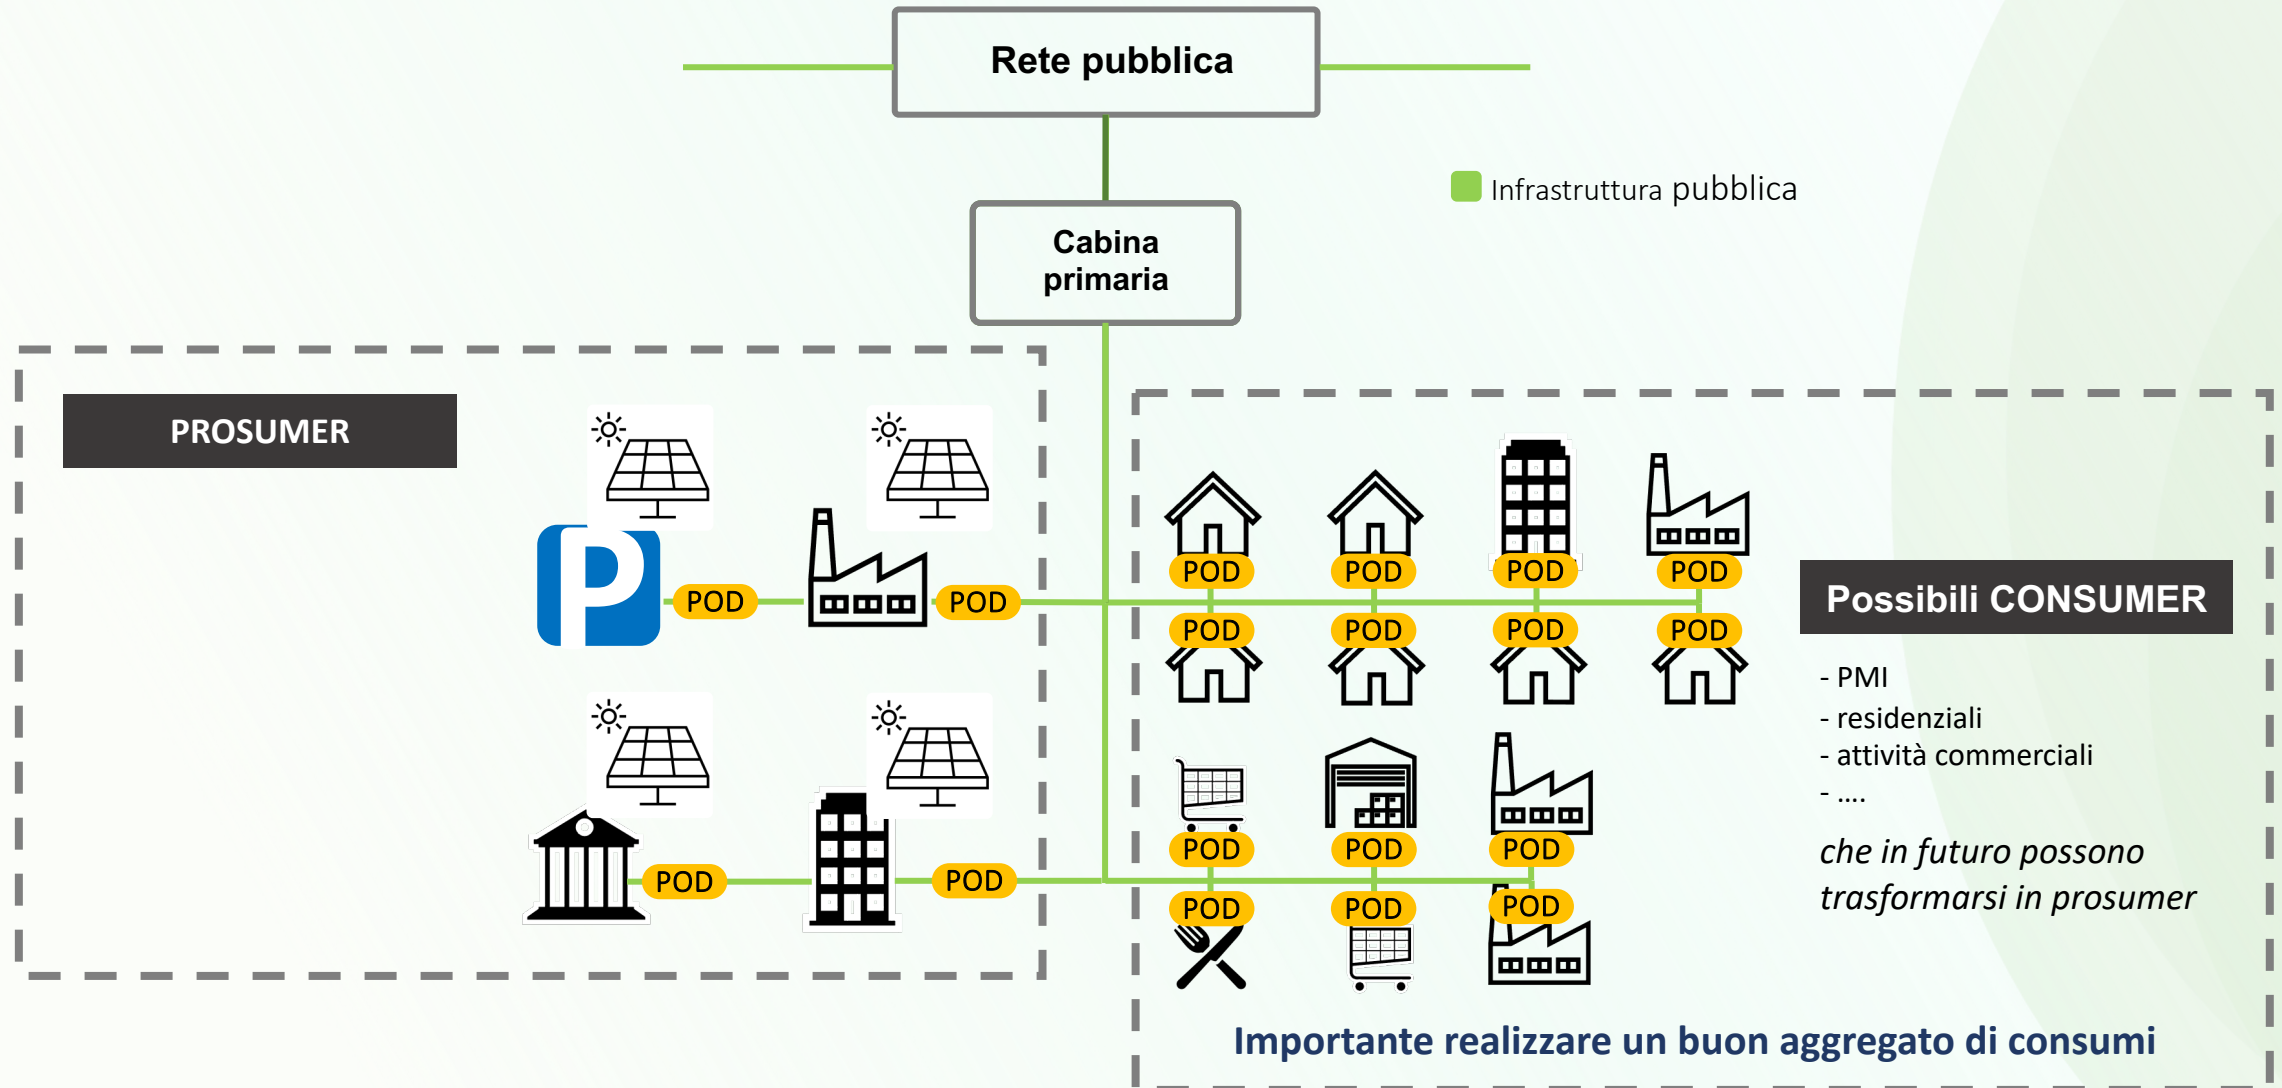 Rete pubblica
Infrastruttura pubblica
Cabina
primaria
PROSUMER
P
POD
POD
POD
POD
POD POD POD POD
POD POD POD POD
POD POD POD
POD POD POD
Possibili CONSUMER
- PMI
- residenziali
- attività commerciali
- ....
che in futuro possono
trasformarsi in prosumer
Importante realizzare un buon aggregato di consumi